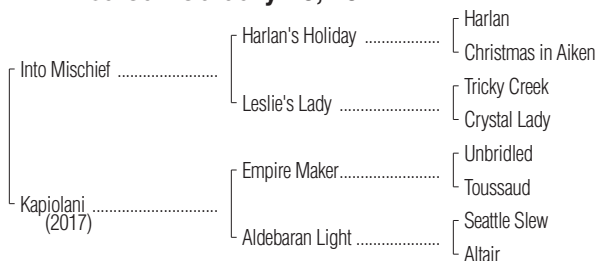 Harlan
Harlan's Holiday ....................
Christmas in Aiken
Into Mischief ....................
Tricky Creek
Leslie's Lady ....................
Crystal Lady
Unbridled
Empire Maker....................
Toussaud
Kapiolani .........................
(2017)
Seattle Slew
Aldebaran Light .................
Altair